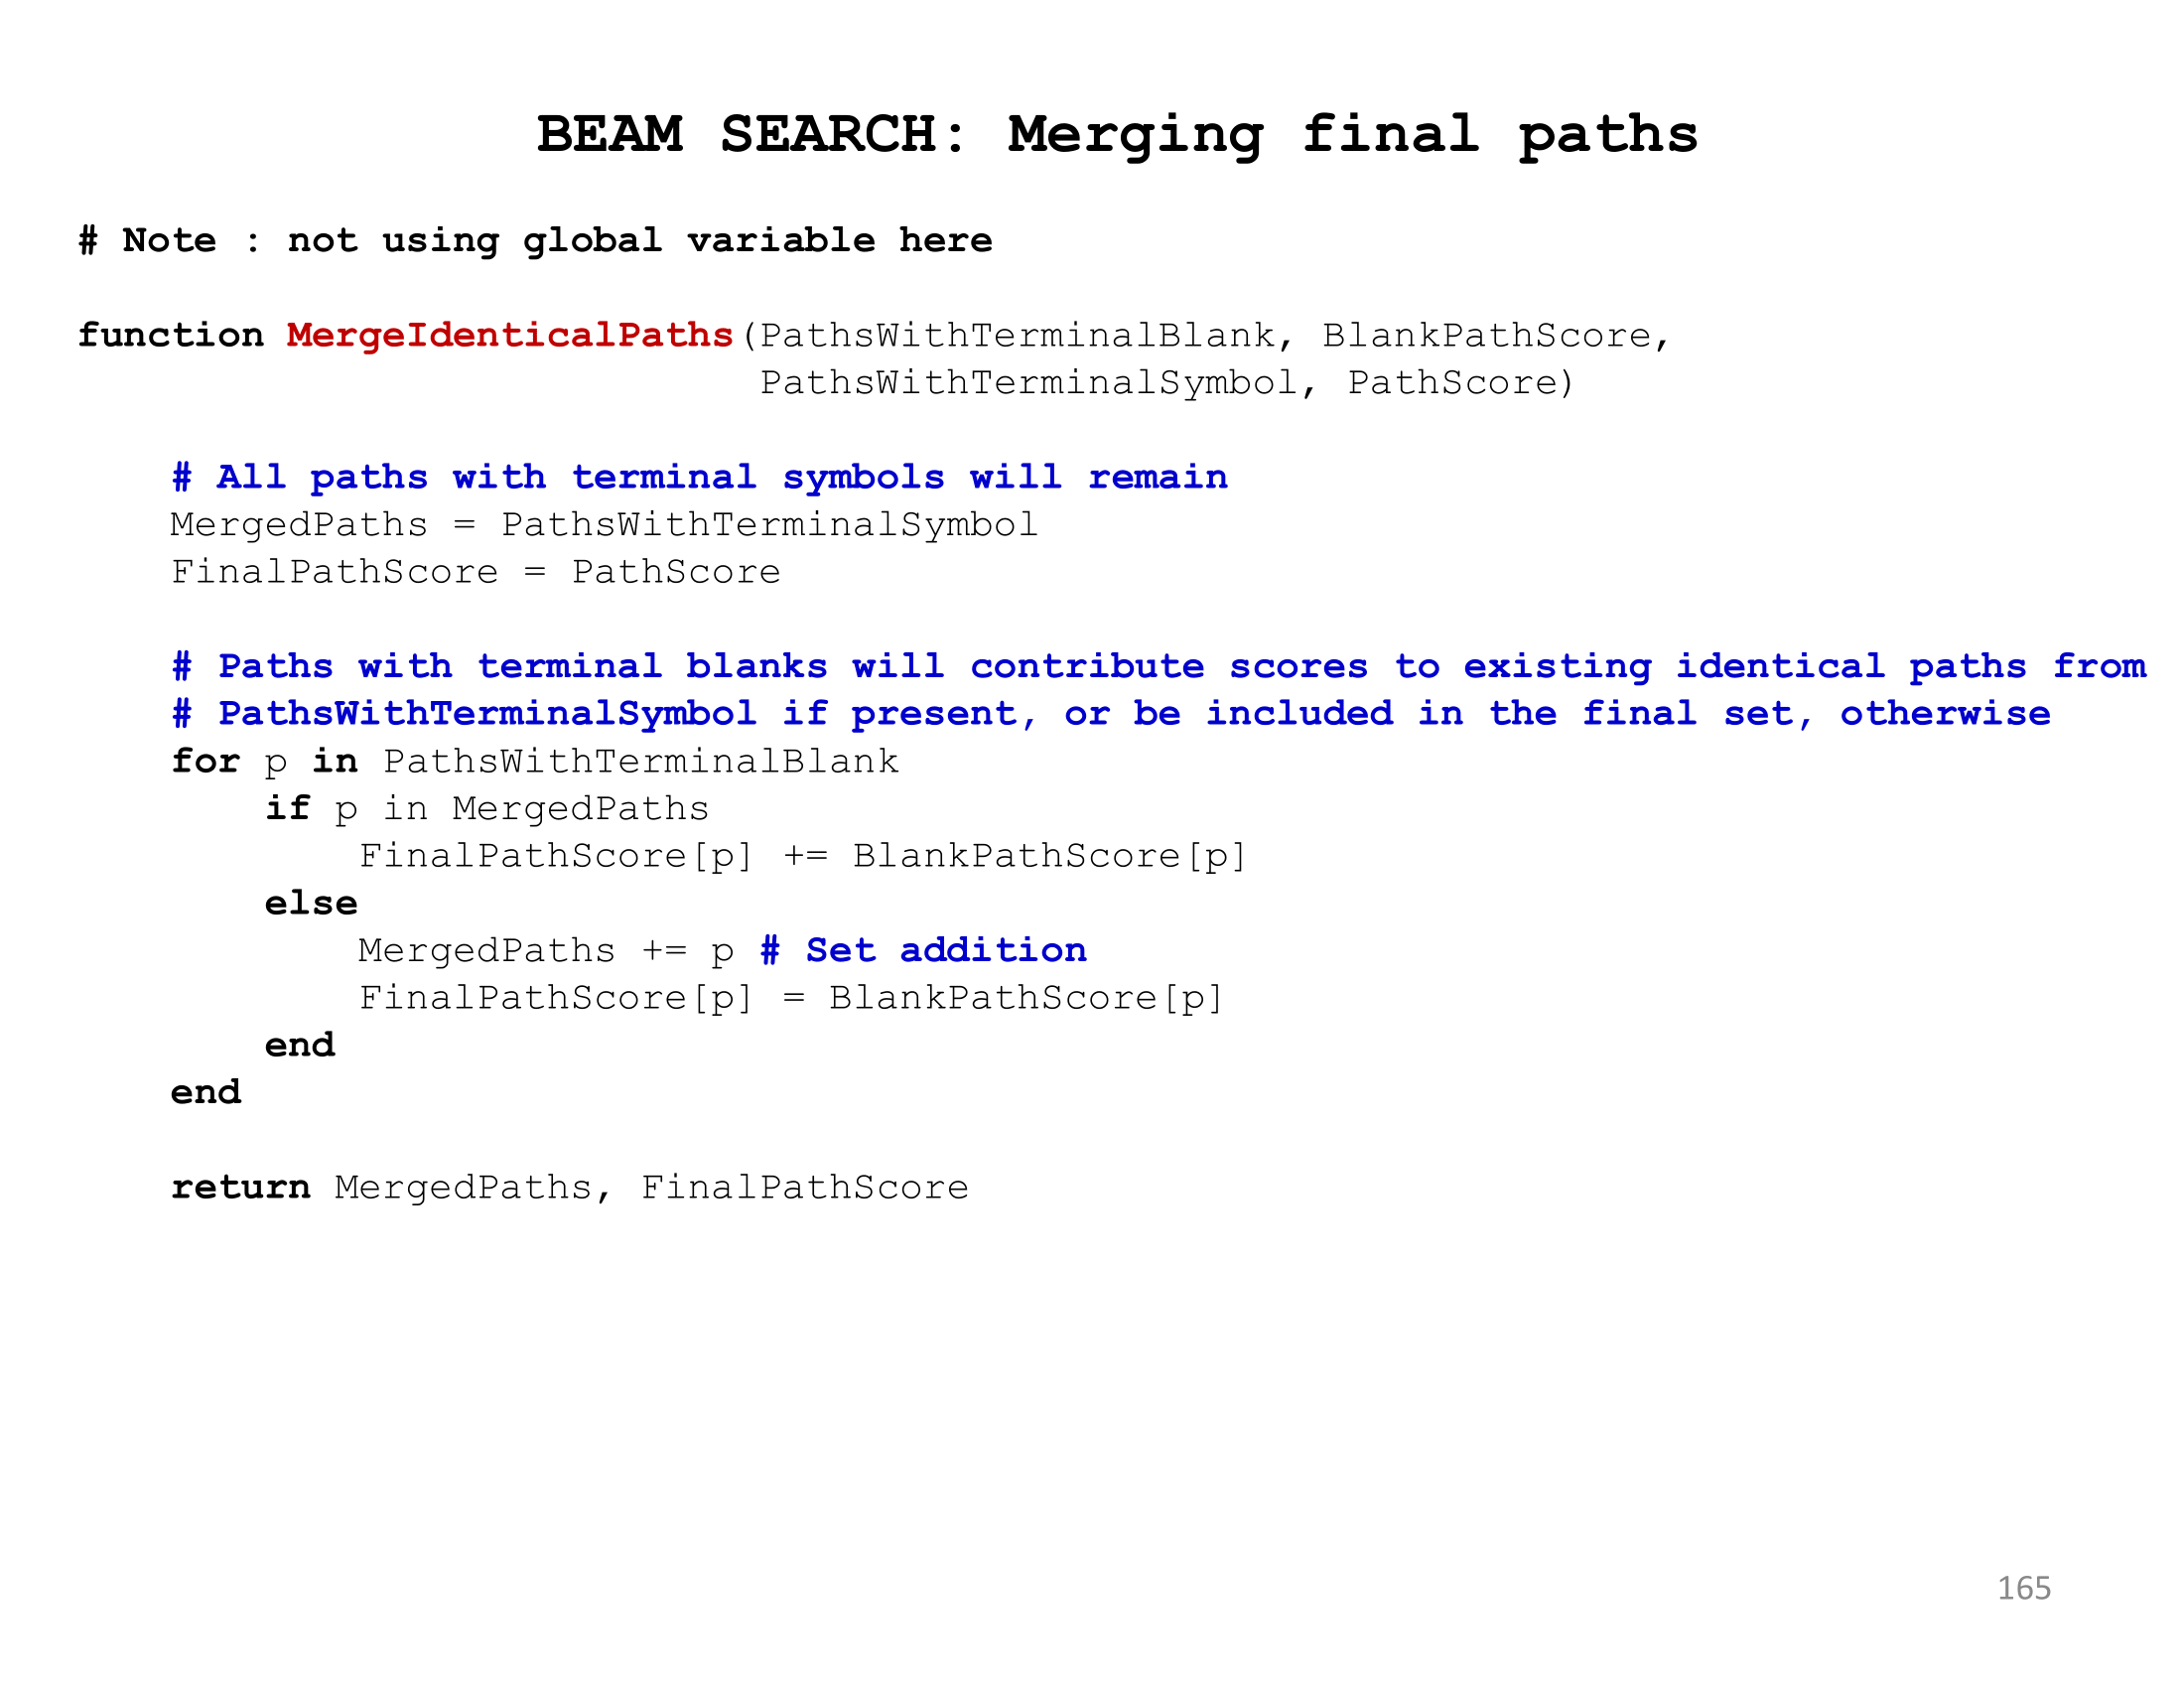 BEAM SEARCH: Merging final paths
# Note : not using global variable here
function MergeIdenticalPaths(PathsWithTerminalBlank, BlankPathScore,
PathsWithTerminalSymbol, PathScore)
# All paths with terminal symbols will remain
MergedPaths = PathsWithTerminalSymbol
FinalPathScore = PathScore
# Paths with terminal blanks will contribute scores to existing identical paths from
# PathsWithTerminalSymbol if present, or be included in the final set, otherwise
for p in PathsWithTerminalBlank
if p in MergedPaths
FinalPathScore[p] += BlankPathScore[p]
else
MergedPaths += p # Set addition
FinalPathScore[p] = BlankPathScore[p]
end
end
return MergedPaths, FinalPathScore
165